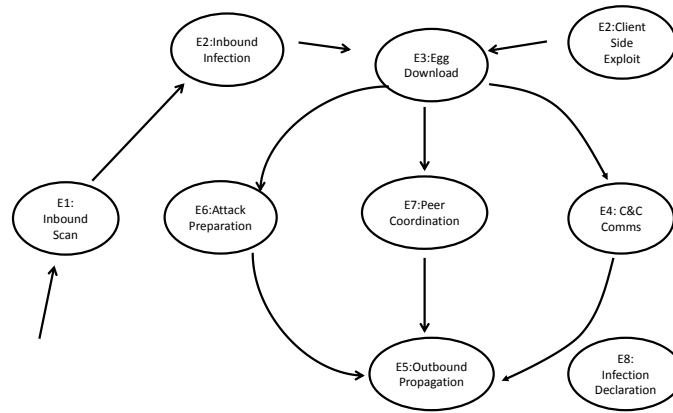 E2:Inbound
Infection
E3:Egg
Download
E2:Client
Side
Exploit
E1:
Inbound
Scan
E6:Attack
Preparation
E7:Peer
Coordination
E4: C&C
Comms
E5:Outbound
Propagation
E8:
Infection
Declaration